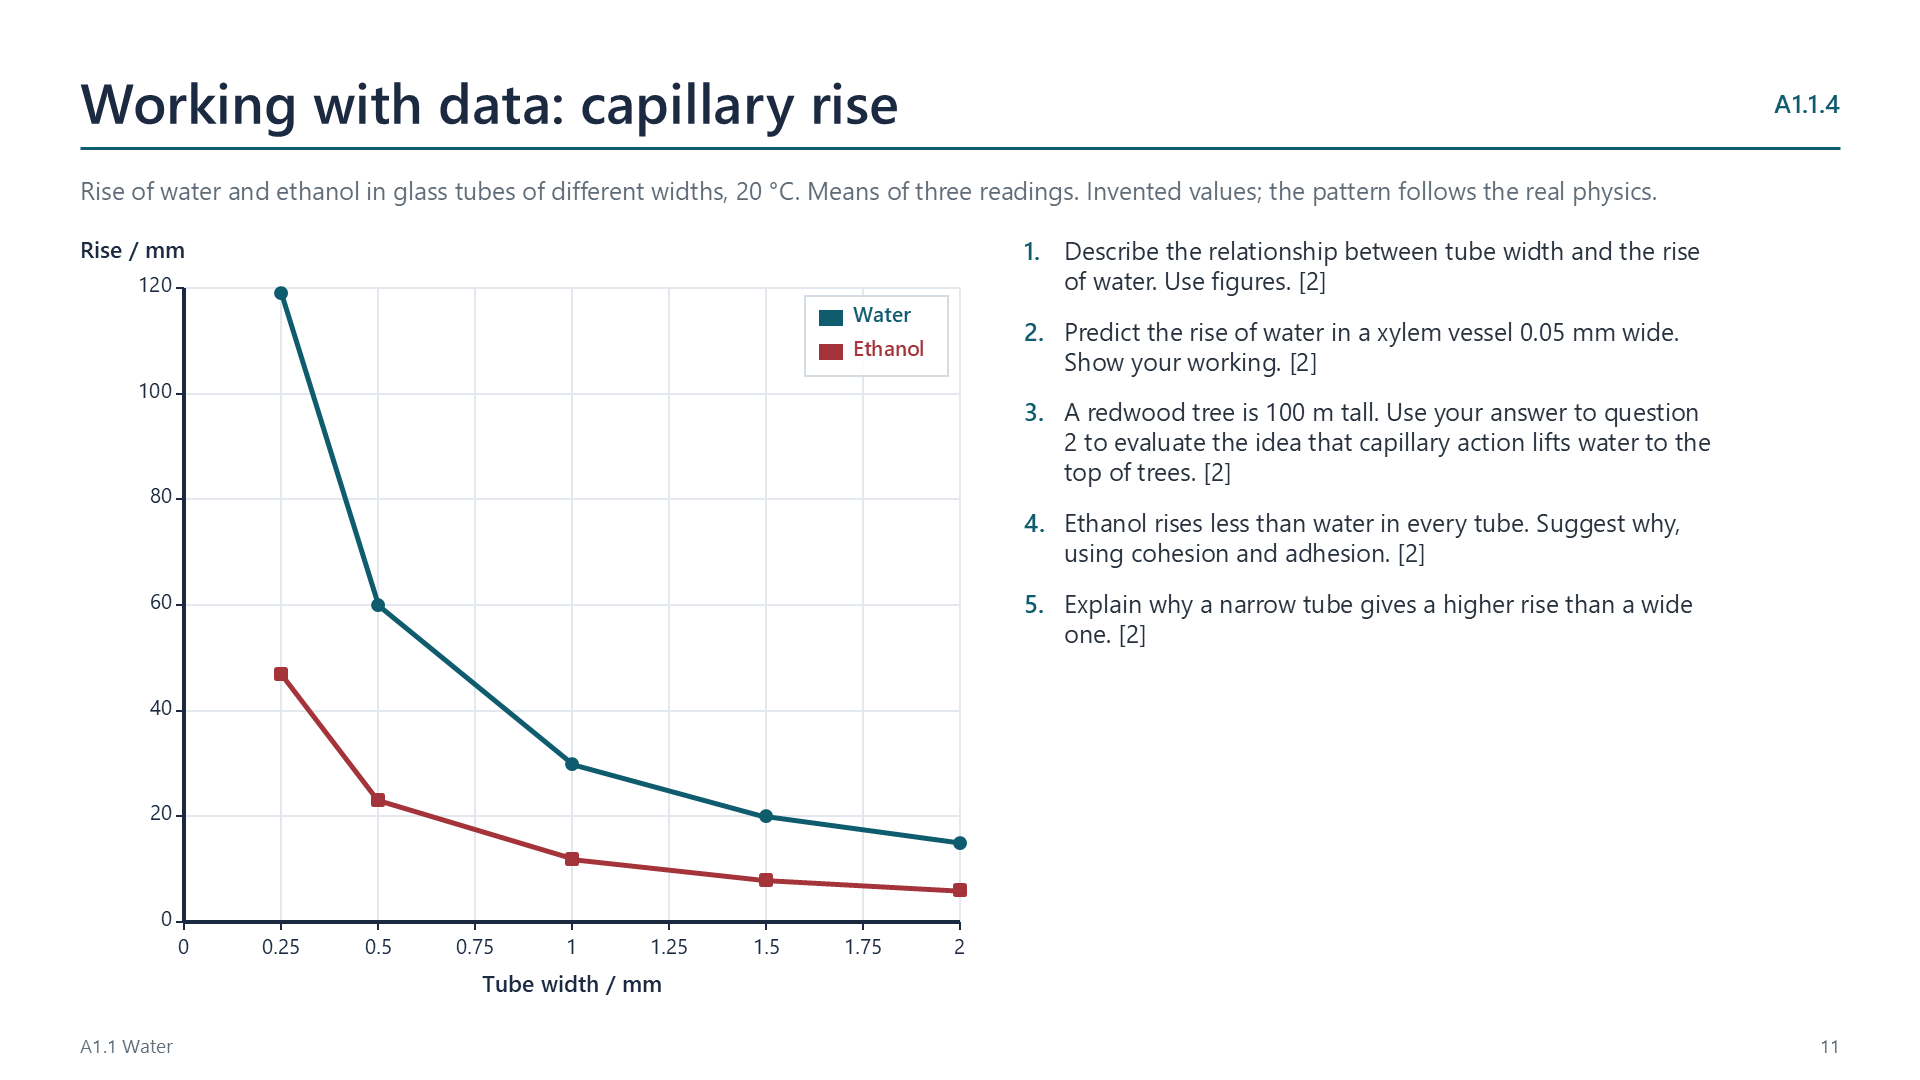 Working with data: capillary rise
A1.1.4
Rise of water and ethanol in glass tubes of different widths, 20 °C. Means of three readings. Invented values; the pattern follows the real physics.
Rise / mm
120
100
80
60
40
20
0
0 0.25 0.5 0.75 1 1.25 1.5 1.75 2
Tube width / mm
Water
Ethanol
1. Describe the relationship between tube width and the rise
of water. Use figures. [2]
2. Predict the rise of water in a xylem vessel 0.05 mm wide.
Show your working. [2]
3. A redwood tree is 100 m tall. Use your answer to question
2 to evaluate the idea that capillary action lifts water to the
top of trees. [2]
4. Ethanol rises less than water in every tube. Suggest why,
using cohesion and adhesion. [2]
5. Explain why a narrow tube gives a higher rise than a wide
one. [2]
A1.1 Water
11